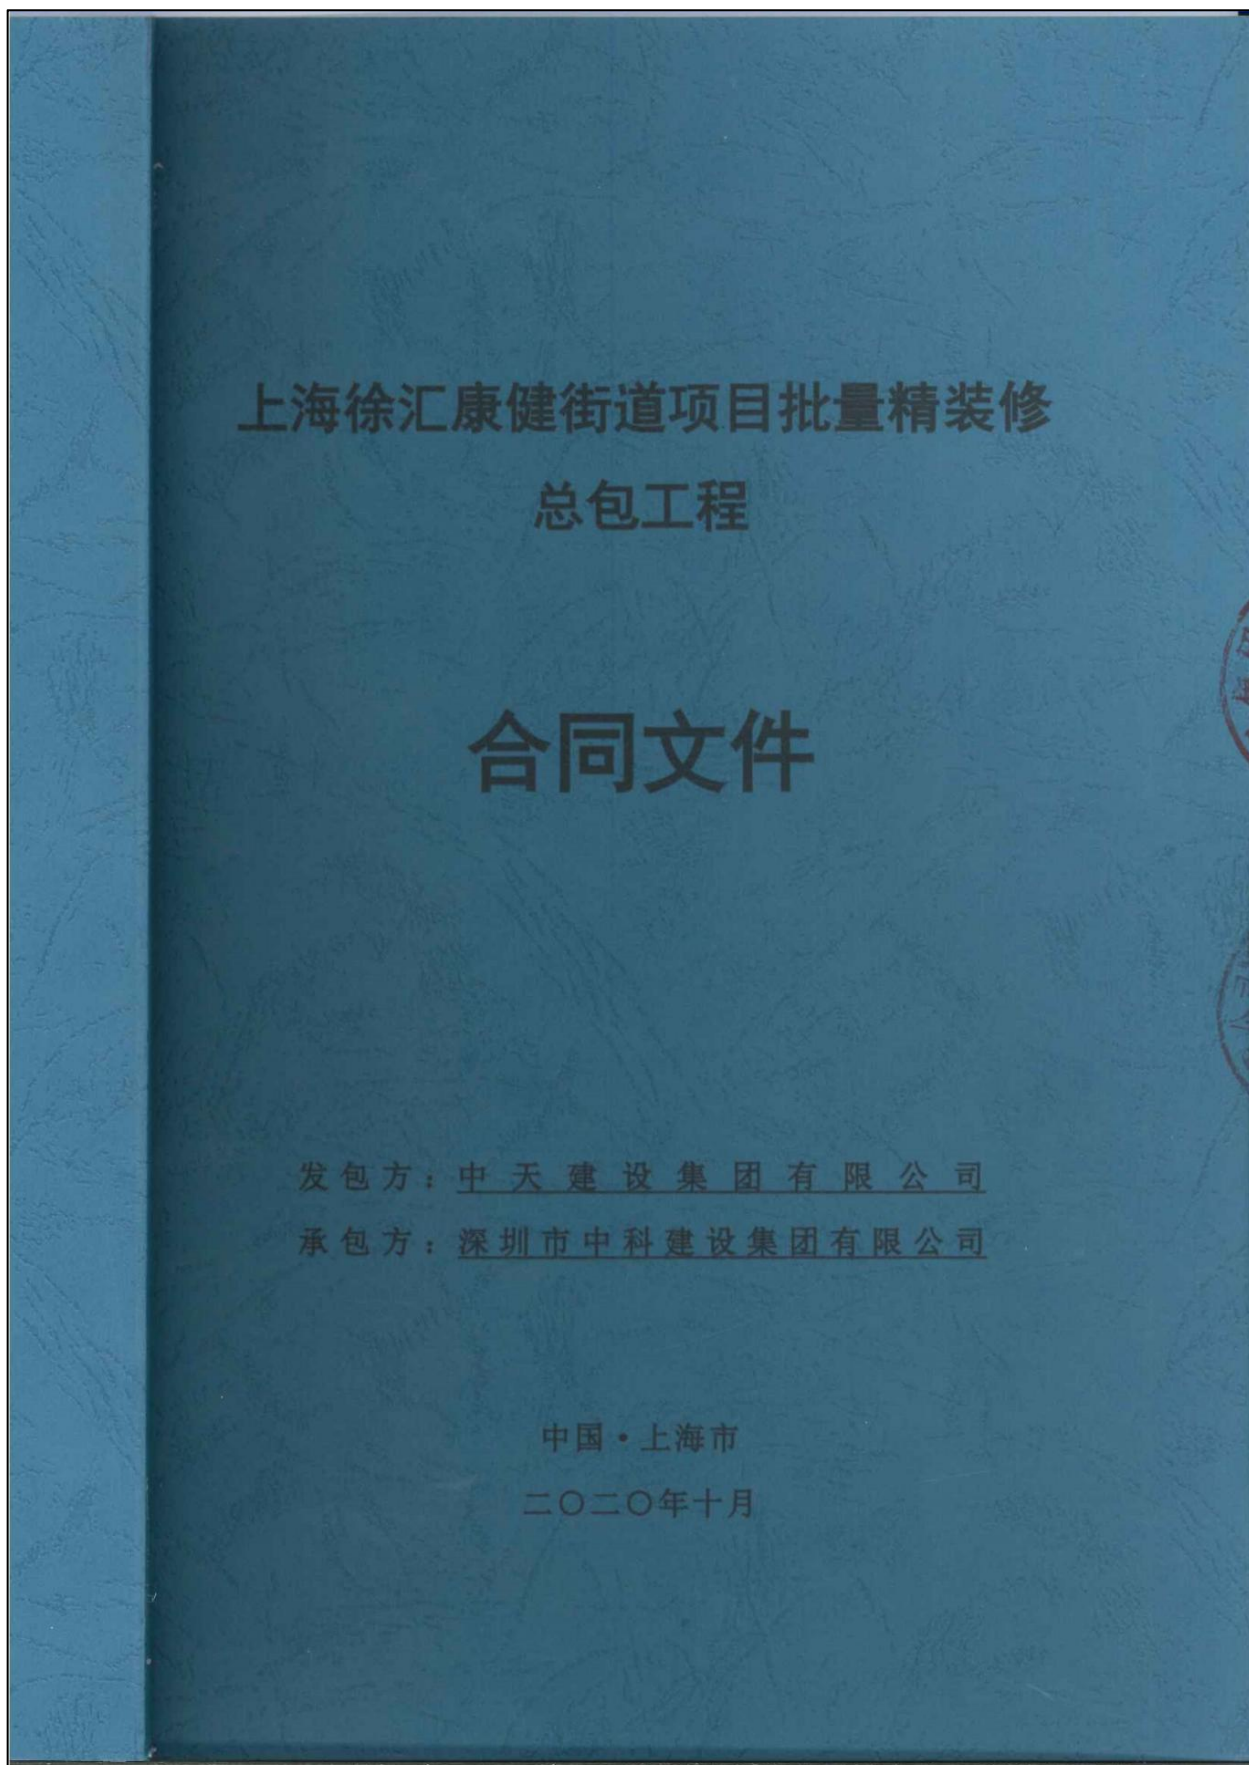 上海徐汇康健街道项目批量精装修
总包工程
合同文件
发包方：中天建设集团有限公司
承包方：深圳市中科建设集团有限公司
中国·上海市
二〇二〇年十月